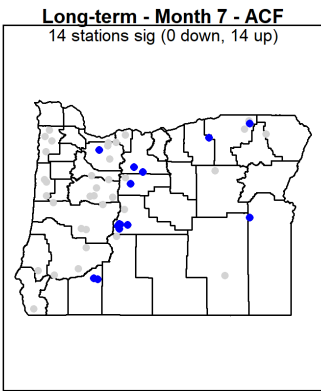 Long-term - Month 7 - ACF
14 stations sig (0 down, 14 up)